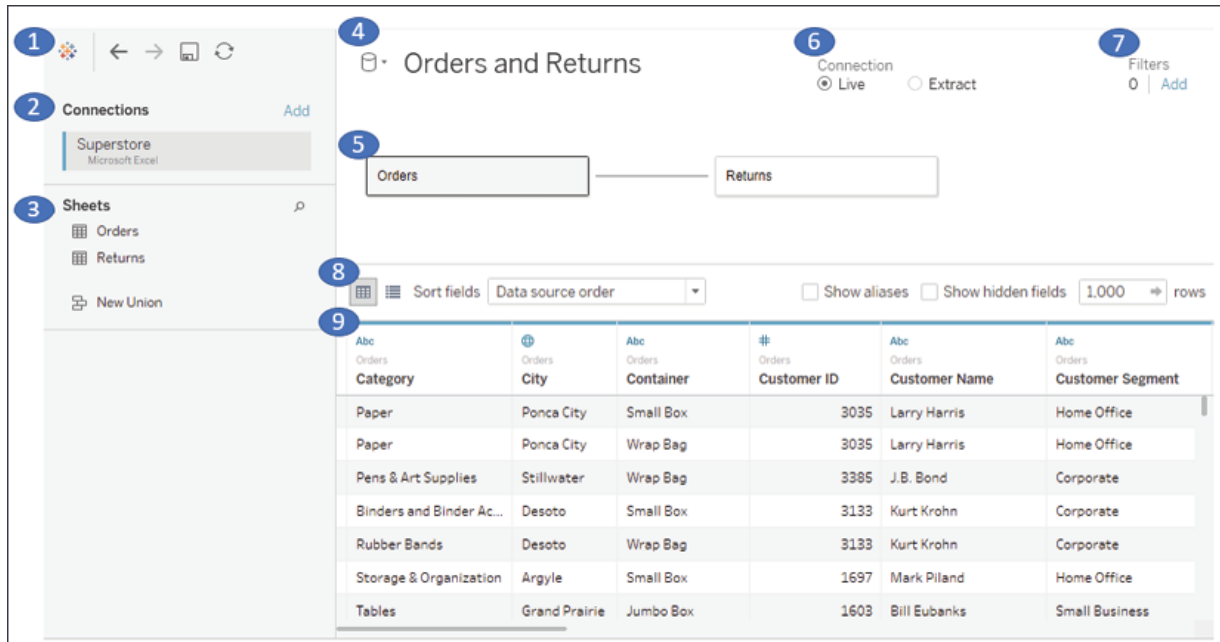 1
2 Connections Add
Superstore
Microsoft Excel
3 Sheets
Orders
Returns
New Union
4 Orders and Returns
6 Connection
Live Extract
7 Filters
0 | Add
5 Orders Returns
8 Sort fields Data source order Show aliases Show hidden fields 1,000 rows
9
Abc Abc # Abc Abc
Orders Orders Orders Orders Orders Orders
Category City Container Customer ID Customer Name Customer Segment
Paper Ponca City Small Box 3035 Larry Harris Home Office
Paper Ponca City Wrap Bag 3035 Larry Harris Home Office
Pens & Art Supplies Stillwater Wrap Bag 3385 J.B. Bond Corporate
Binders and Binder Ac... Desoto Small Box 3133 Kurt Krohn Corporate
Rubber Bands Desoto Wrap Bag 3133 Kurt Krohn Corporate
Storage & Organization Argyle Small Box 1697 Mark Piland Home Office
Tables Grand Prairie Jumbo Box 1603 Bill Eubanks Small Business